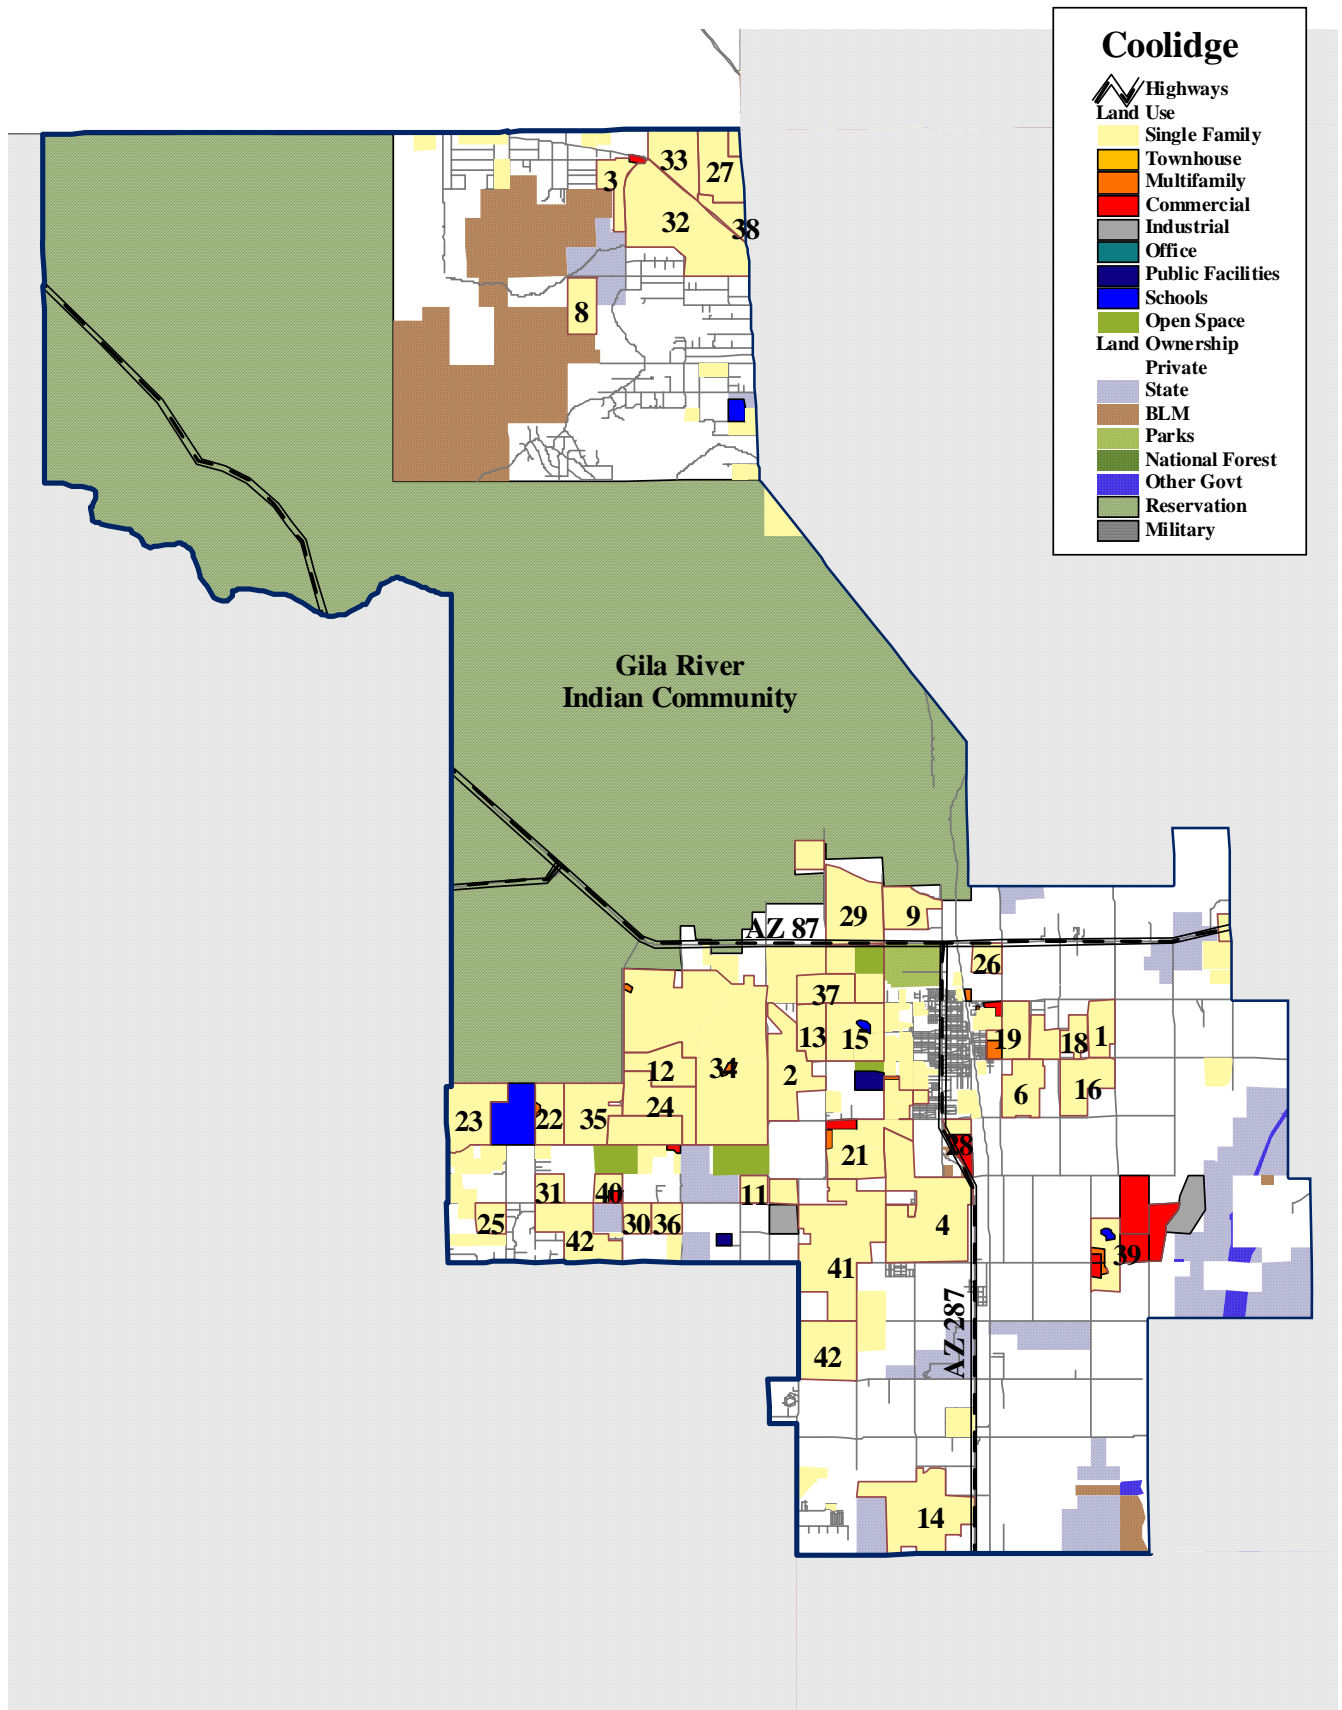 Coolidge
Highways
Land Use
Single Family
Townhouse
Multifamily
Commercial
Industrial
Office
Public Facilities
Schools
Open Space
Land Ownership
Private
State
BLM
Parks
National Forest
Other Govt
Reservation
Military
33
27
3
32
38
8
Gila River
Indian Community
29
9
AZ 87
26
37
13
15
19
18
1
12
34
2
6
16
24
23
22
35
21
28
31
40
11
25
30
36
4
42
39
41
AZ 287
42
14